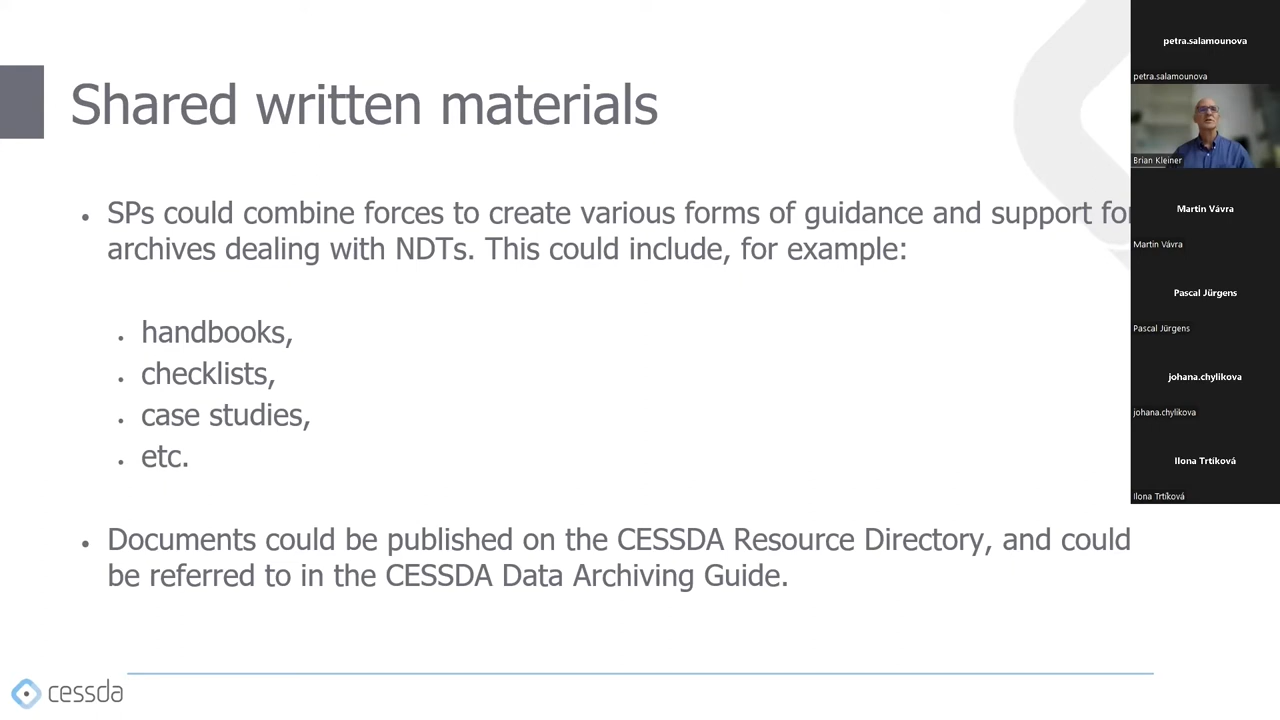 Shared written materials
• SPs could combine forces to create various forms of guidance and support for
archives dealing with NDTs. This could include, for example:
• handbooks,
• checklists,
• case studies,
• etc.
• Documents could be published on the CESSDA Resource Directory, and could
be referred to in the CESSDA Data Archiving Guide.
cessda
petra.salamounova
petra.salamounova
Brian Kleiner
Martin Vávra
Martin Vávra
Pascal Jürgens
Pascal Jürgens
johana.chylikova
johana.chylikova
Ilona Trtíková
Ilona Trtíková